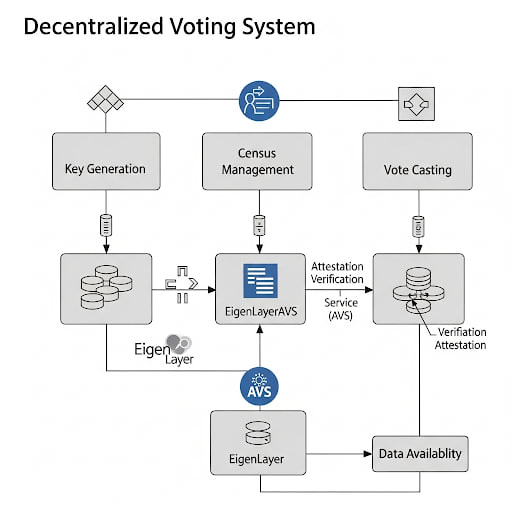 Decentralized Voting System
Key Generation
Census
Management
Vote Casting
EigenLayerAVS
Attestation
Verification
Service
(AVS)
Verifiation
Attestation
Eigen
Layer
AVS
EigenLayer
Data Availablity